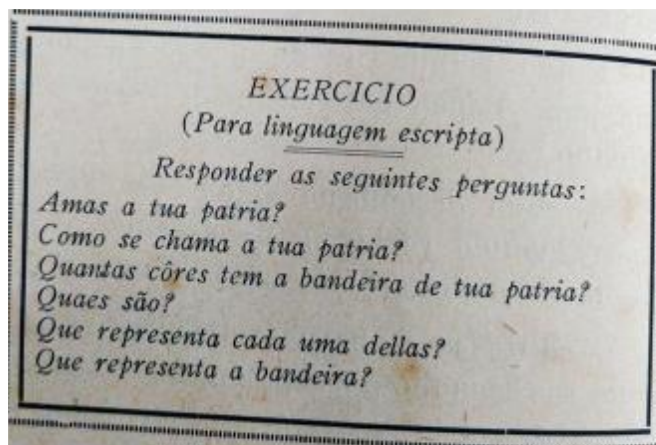 EXERCICIO
(Para linguagem escripta)
Responder as seguintes perguntas:
Amas a tua patria?
Como se chama a tua patria?
Quantas côres tem a bandeira de tua patria?
Quaes são?
Que representa cada uma dellas?
Que representa a bandeira?